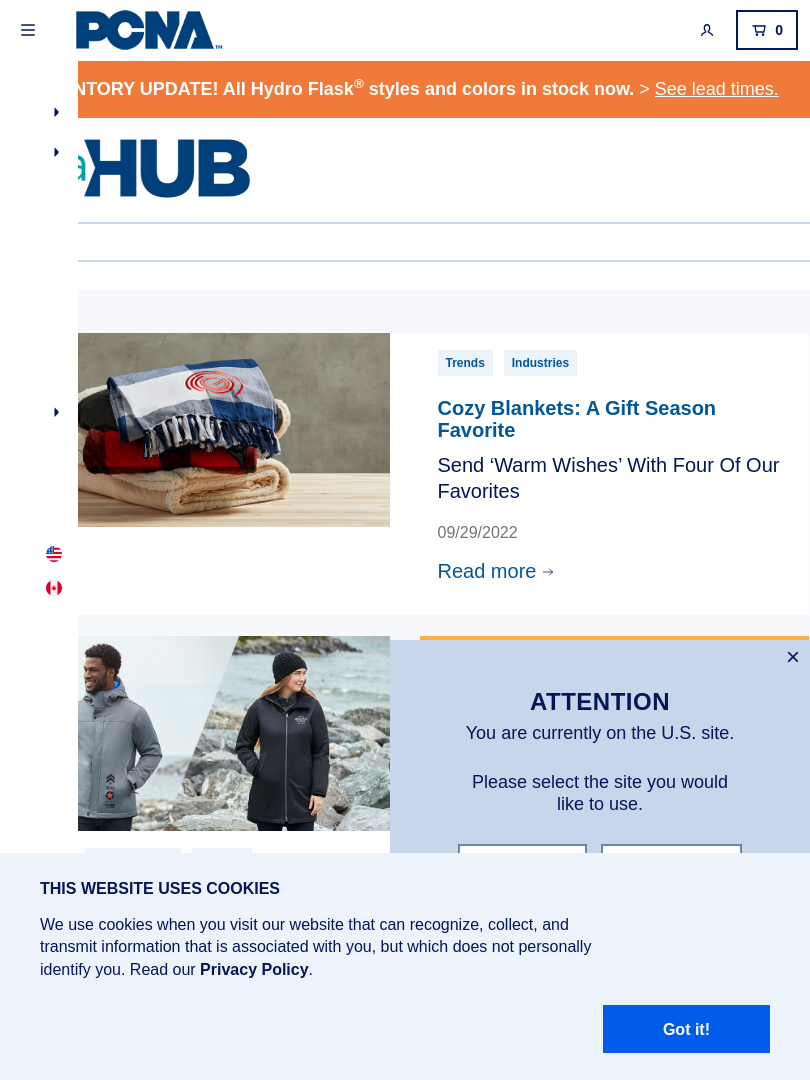 PCNA™
0
NTORY UPDATE! All Hydro Flask® styles and colors in stock now. > See lead times.
a HUB
Trends Industries
Cozy Blankets: A Gift Season
Favorite
Send ‘Warm Wishes’ With Four Of Our
Favorites
09/29/2022
Read more →
×
ATTENTION
You are currently on the U.S. site.
Please select the site you would
like to use.
THIS WEBSITE USES COOKIES
We use cookies when you visit our website that can recognize, collect, and
transmit information that is associated with you, but which does not personally
identify you. Read our Privacy Policy.
Got it!